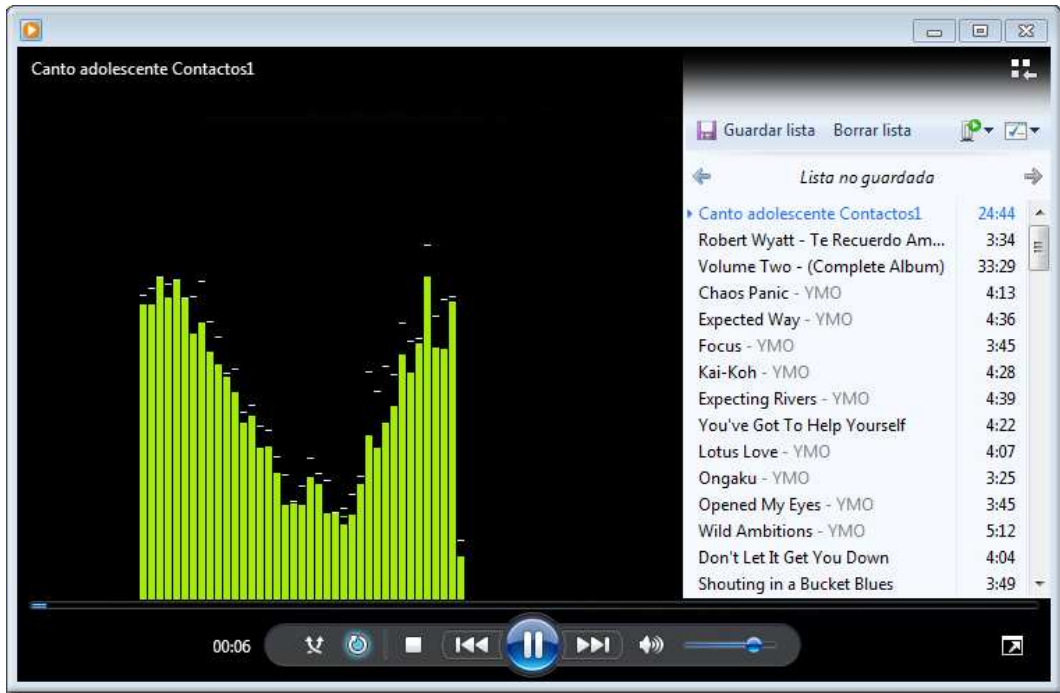 Canto adolescente Contactos1
Guardar lista Borrar lista
Lista no guardada
Canto adolescente Contactos1 24:44
Robert Wyatt - Te Recuerdo Am... 3:34
Volume Two - (Complete Album) 33:29
Chaos Panic - YMO 4:13
Expected Way - YMO 4:36
Focus - YMO 3:45
Kai-Koh - YMO 4:28
Expecting Rivers - YMO 4:39
You've Got To Help Yourself 4:22
Lotus Love - YMO 4:07
Ongaku - YMO 3:25
Opened My Eyes - YMO 3:45
Wild Ambitions - YMO 5:12
Don't Let It Get You Down 4:04
Shouting in a Bucket Blues 3:49
00:06